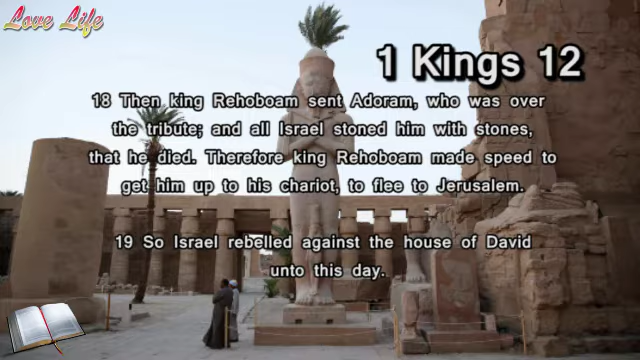 Love Life
1 Kings 12
18 Then king Rehoboam sent Adoram, who was over
the tribute; and all Israel stoned him with stones,
that he died. Therefore king Rehoboam made speed to
get him up to his chariot, to flee to Jerusalem.
19 So Israel rebelled against the house of David
unto this day.